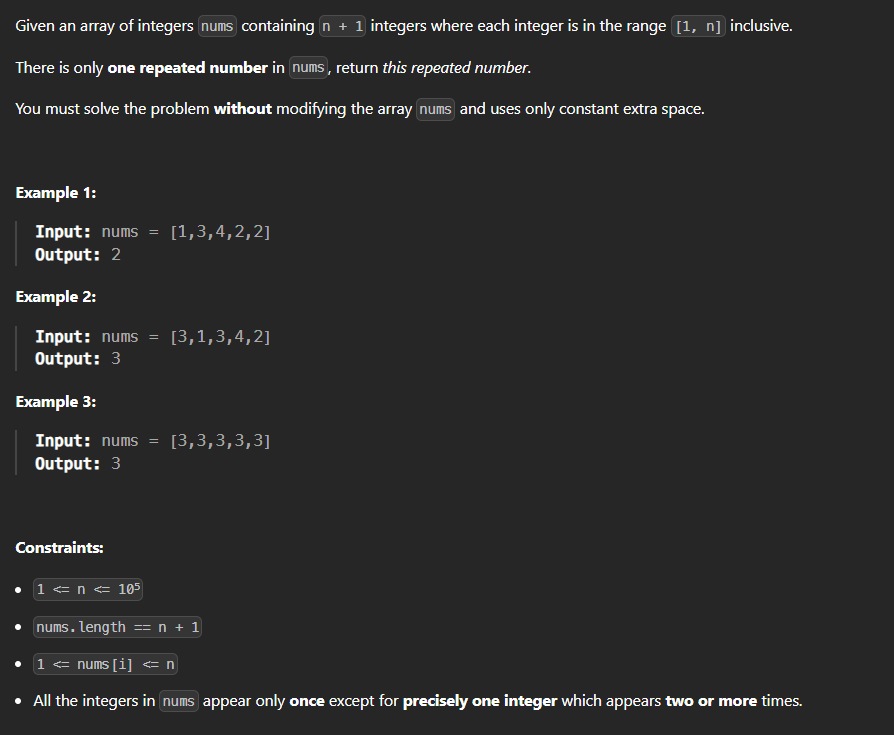 Given an array of integers nums containing n + 1 integers where each integer is in the range [1, n] inclusive.
There is only one repeated number in nums, return this repeated number.
You must solve the problem without modifying the array nums and uses only constant extra space.
Example 1:
Input: nums = [1,3,4,2,2]
Output: 2
Example 2:
Input: nums = [3,1,3,4,2]
Output: 3
Example 3:
Input: nums = [3,3,3,3,3]
Output: 3
Constraints:
• 1 <= n <= 10⁵
• nums.length == n + 1
• 1 <= nums[i] <= n
• All the integers in nums appear only once except for precisely one integer which appears two or more times.